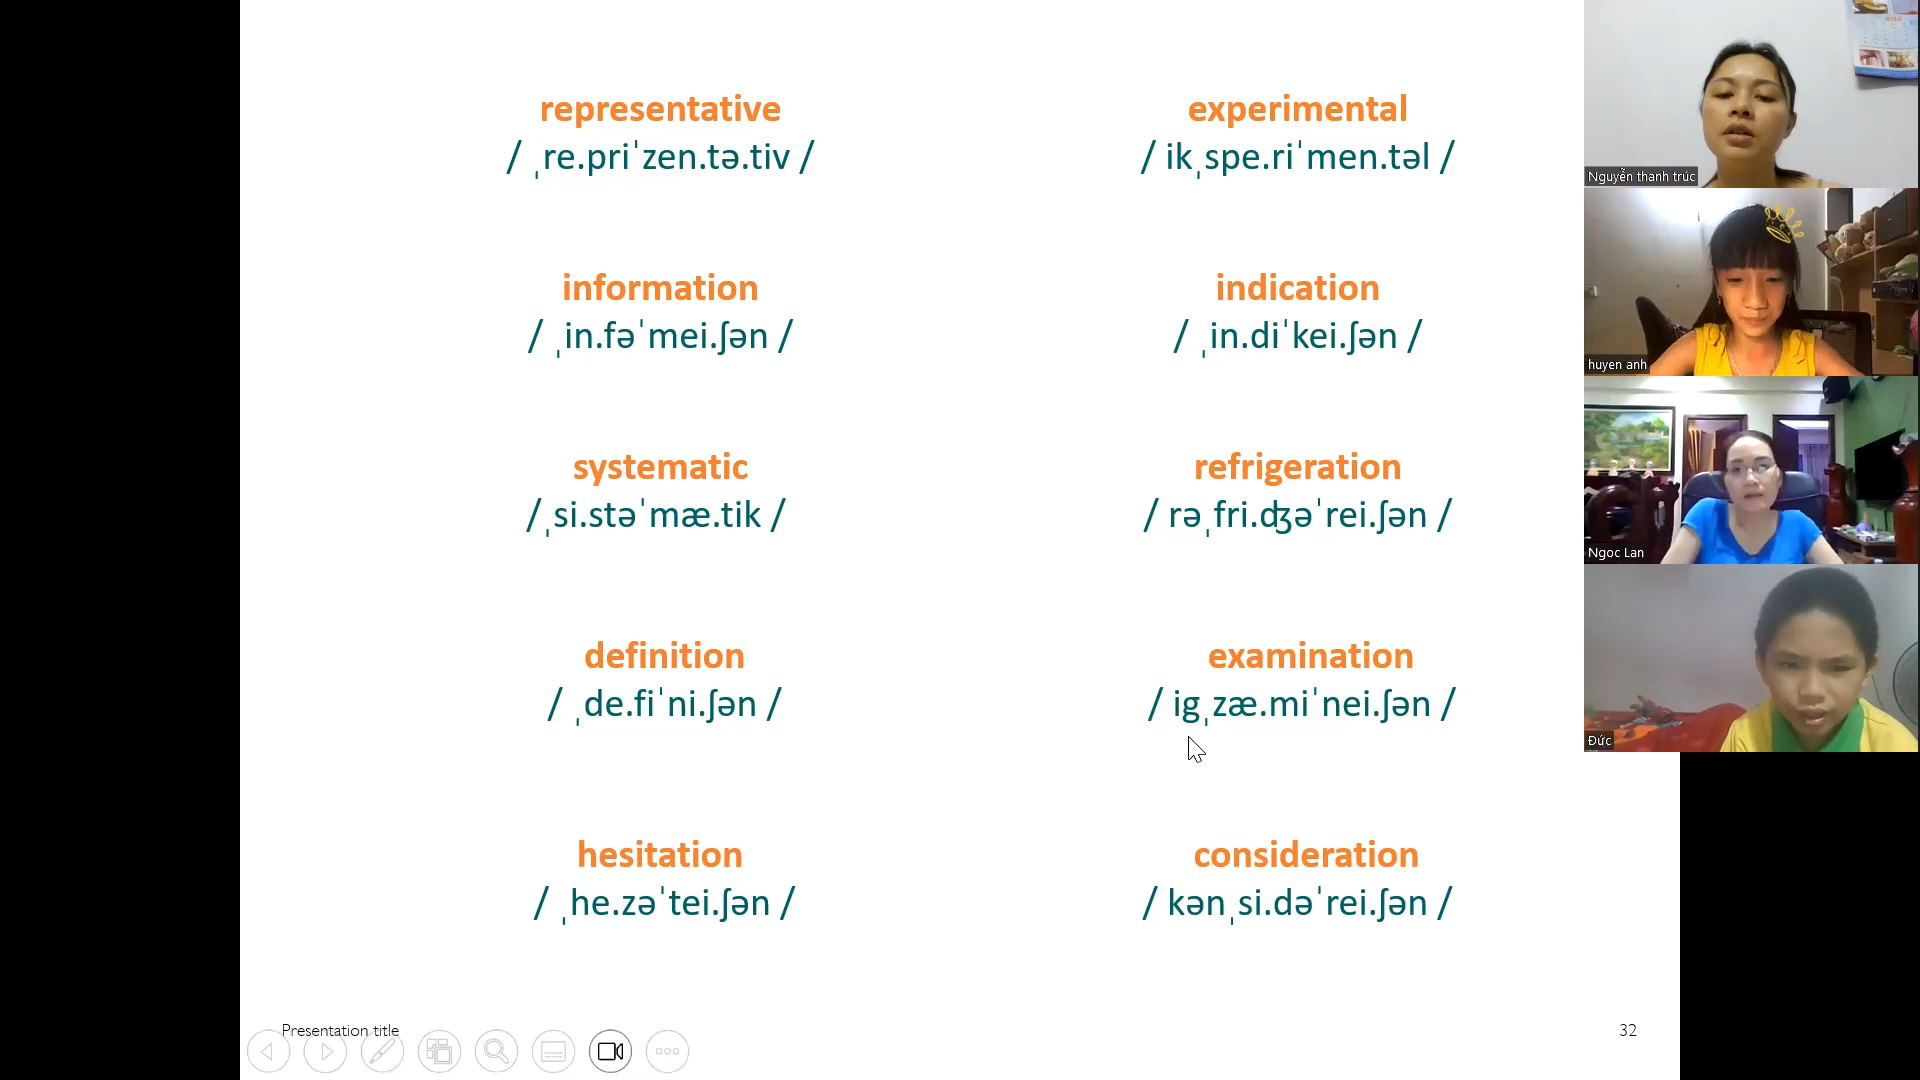 representative
/ ˌre.priˈzen.tə.tiv /
experimental
/ ikˌspe.riˈmen.təl /
information
/ ˌin.fəˈmei.ʃən /
indication
/ ˌin.diˈkei.ʃən /
systematic
/ˌsi.stəˈmæ.tik /
refrigeration
/ rəˌfri.ʤəˈrei.ʃən /
definition
/ ˌde.fiˈni.ʃən /
examination
/ igˌzæ.miˈnei.ʃən /
hesitation
/ ˌhe.zəˈtei.ʃən /
consideration
/ kənˌsi.dəˈrei.ʃən /
Presentation title
32
Nguyễn thanh trúc
huyen anh
Ngoc Lan
Đức